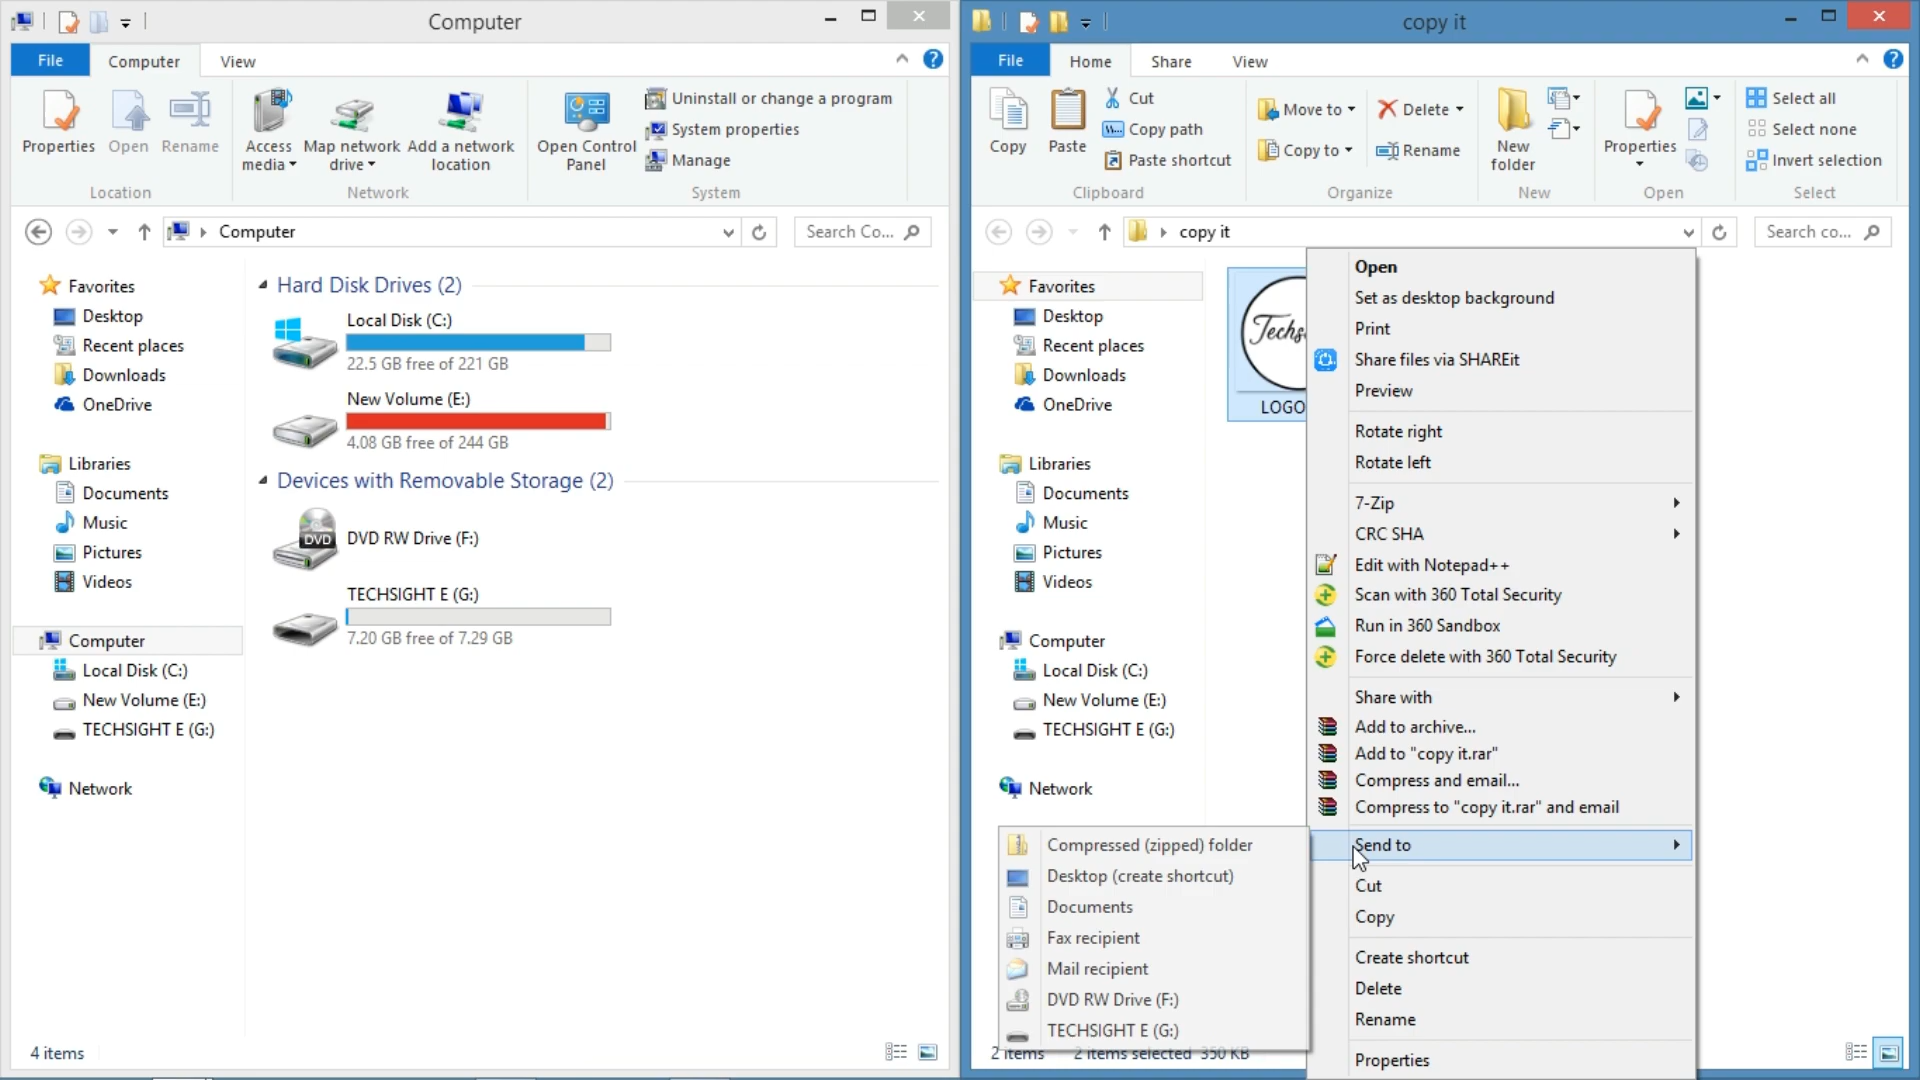 Computer
File
Computer
View
Properties
Open
Rename
Access media
Map network drive
Add a network location
Open Control Panel
Uninstall or change a program
System properties
Manage
Location
Network
System
Computer
Search Co...
Favorites
Desktop
Recent places
Downloads
OneDrive
Libraries
Documents
Music
Pictures
Videos
Computer
Local Disk (C:)
New Volume (E:)
TECHSIGHT E (G:)
Network
Hard Disk Drives (2)
Local Disk (C:)
22.5 GB free of 221 GB
New Volume (E:)
4.08 GB free of 244 GB
Devices with Removable Storage (2)
DVD
DVD RW Drive (F:)
TECHSIGHT E (G:)
7.20 GB free of 7.29 GB
4 items
copy it
File
Home
Share
View
Copy
Paste
Cut
Copy path
Paste shortcut
Move to
Copy to
Delete
Rename
New folder
Properties
Select all
Select none
Invert selection
Clipboard
Organize
New
Open
Select
copy it
Search co...
Favorites
Desktop
Recent places
Downloads
OneDrive
Libraries
Documents
Music
Pictures
Videos
Computer
Local Disk (C:)
New Volume (E:)
TECHSIGHT E (G:)
Network
LOGO
Open
Set as desktop background
Print
Share files via SHAREit
Preview
Rotate right
Rotate left
7-Zip
CRC SHA
Edit with Notepad++
Scan with 360 Total Security
Run in 360 Sandbox
Force delete with 360 Total Security
Share with
Add to archive...
Add to "copy it.rar"
Compress and email...
Compress to "copy it.rar" and email
Send to
Cut
Copy
Create shortcut
Delete
Rename
Properties
Compressed (zipped) folder
Desktop (create shortcut)
Documents
Fax recipient
Mail recipient
DVD RW Drive (F:)
TECHSIGHT E (G:)
2 items
2 items selected 350 KB